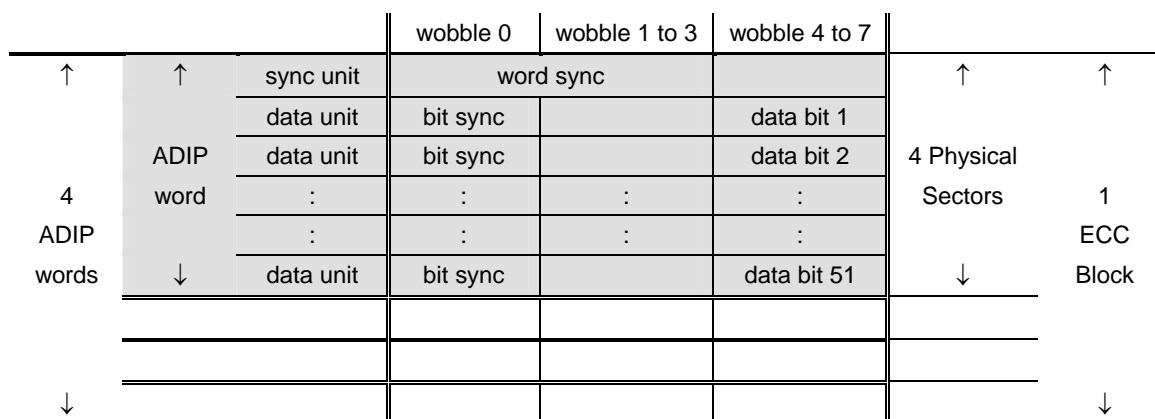 wobble 0 wobble 1 to 3 wobble 4 to 7
↑ ↑ sync unit word sync ↑ ↑
data unit bit sync data bit 1
ADIP data unit bit sync data bit 2 4 Physical
4 word : : : : Sectors 1
ADIP : : : : ECC
words ↓ data unit bit sync data bit 51 ↓ Block
↓ ↓